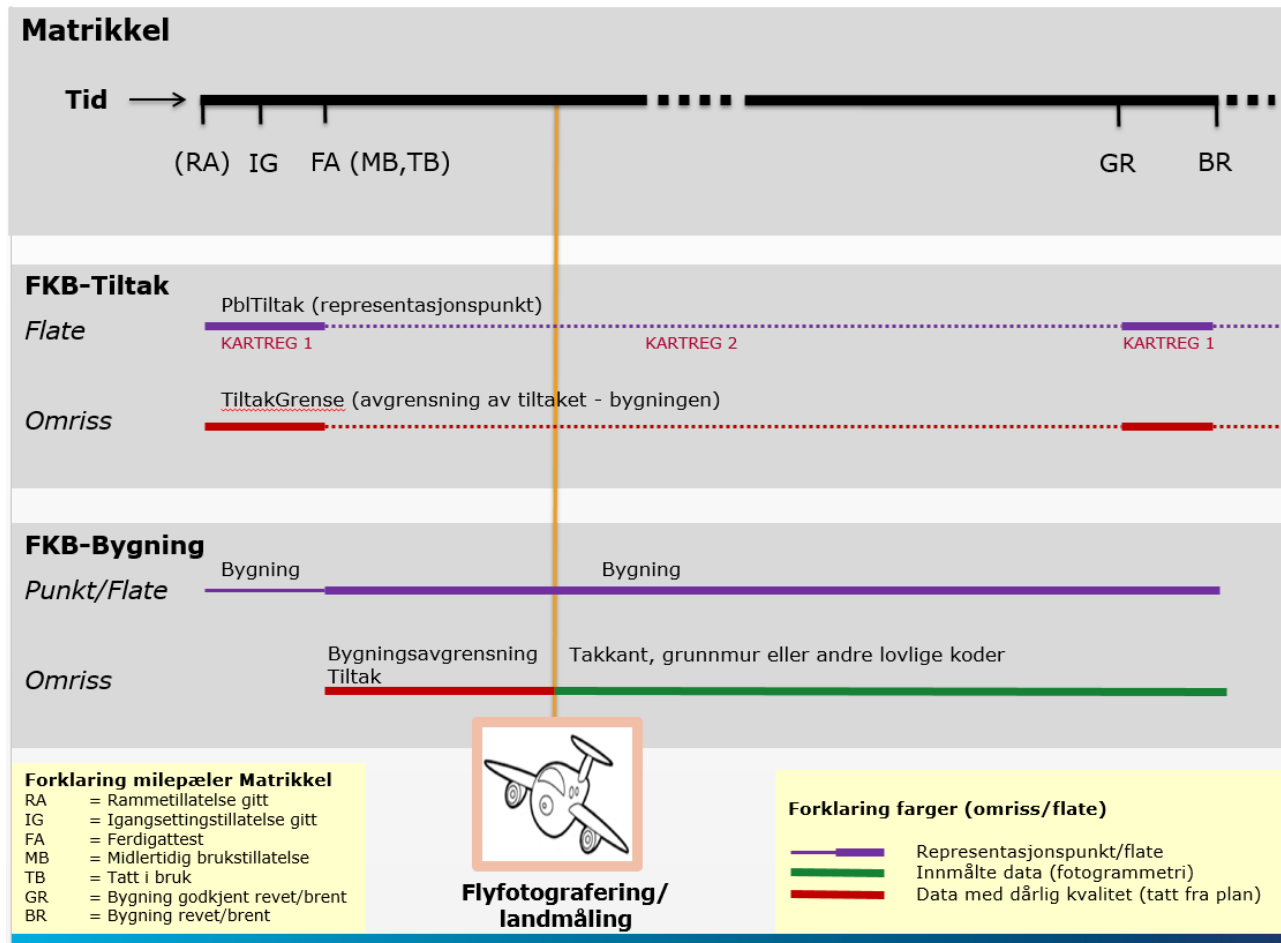 Matrikkel
Tid
(RA) IG FA (MB,TB) GR BR
FKB-Tiltak
PblTiltak (representasjonspunkt)
Flate
KARTREG 1 KARTREG 2 KARTREG 1
TiltakGrense (avgrensning av tiltaket - bygningen)
Omriss
FKB-Bygning
Bygning Bygning
Punkt/Flate
Bygningsavgrensning Takkant, grunnmur eller andre lovlige koder
Tiltak
Omriss
Flyfotografering/
landmåling
Forklaring milepæler Matrikkel
RA = Rammetillatelse gitt
IG = Igangsettingstillatelse gitt
FA = Ferdigattest
MB = Midlertidig brukstillatelse
TB = Tatt i bruk
GR = Bygning godkjent revet/brent
BR = Bygning revet/brent
Forklaring farger (omriss/flate)
Representasjonspunkt/flate
Innmålte data (fotogrammetri)
Data med dårlig kvalitet (tatt fra plan)